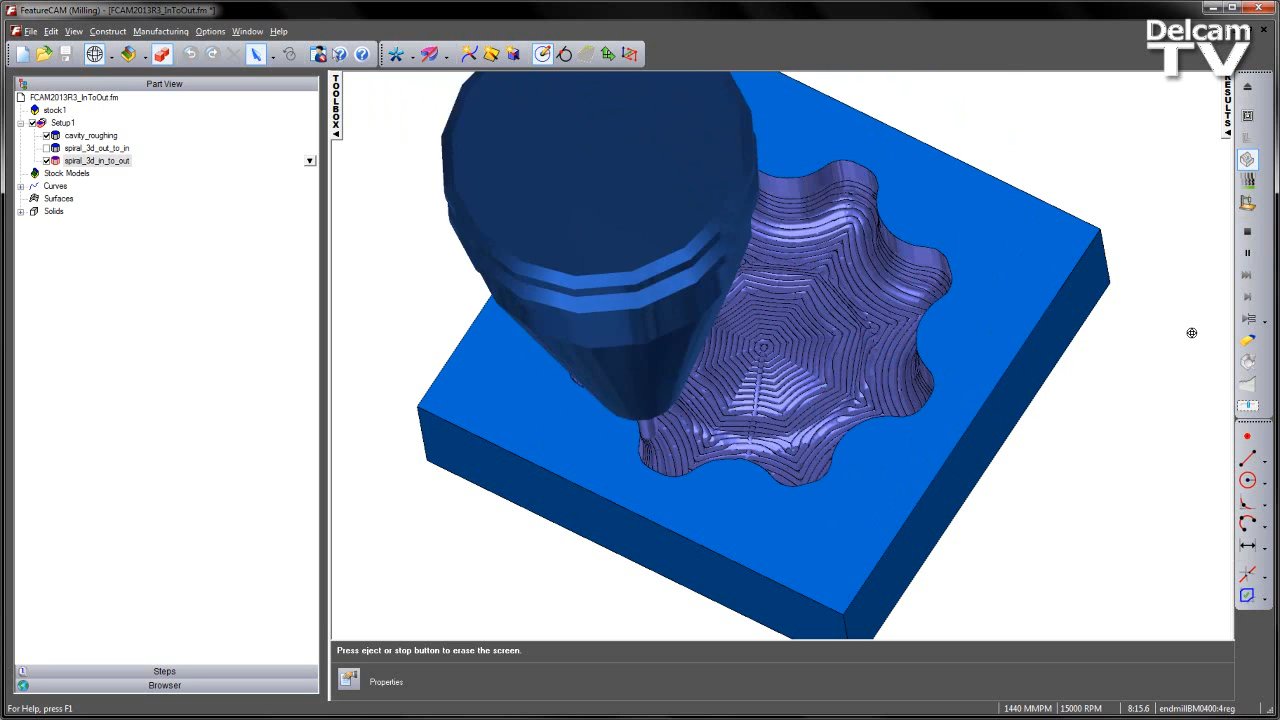 FeatureCAM (Milling) - [FCAM2013R3_InToOut.fm *]
File Edit View Construct Manufacturing Options Window Help
Delcam
TV
Part View
FCAM2013R3_InToOut.fm
stock1
Setup1
cavity_roughing
spiral_3d_out_to_in
spiral_3d_in_to_out
Stock Models
Curves
Surfaces
Solids
TOOLBOX
RESULTS
Steps
Browser
Press eject or stop button to erase the screen.
Properties
For Help, press F1
1440 MMPM 15000 RPM 8:15.6 endmillBM0400:4reg